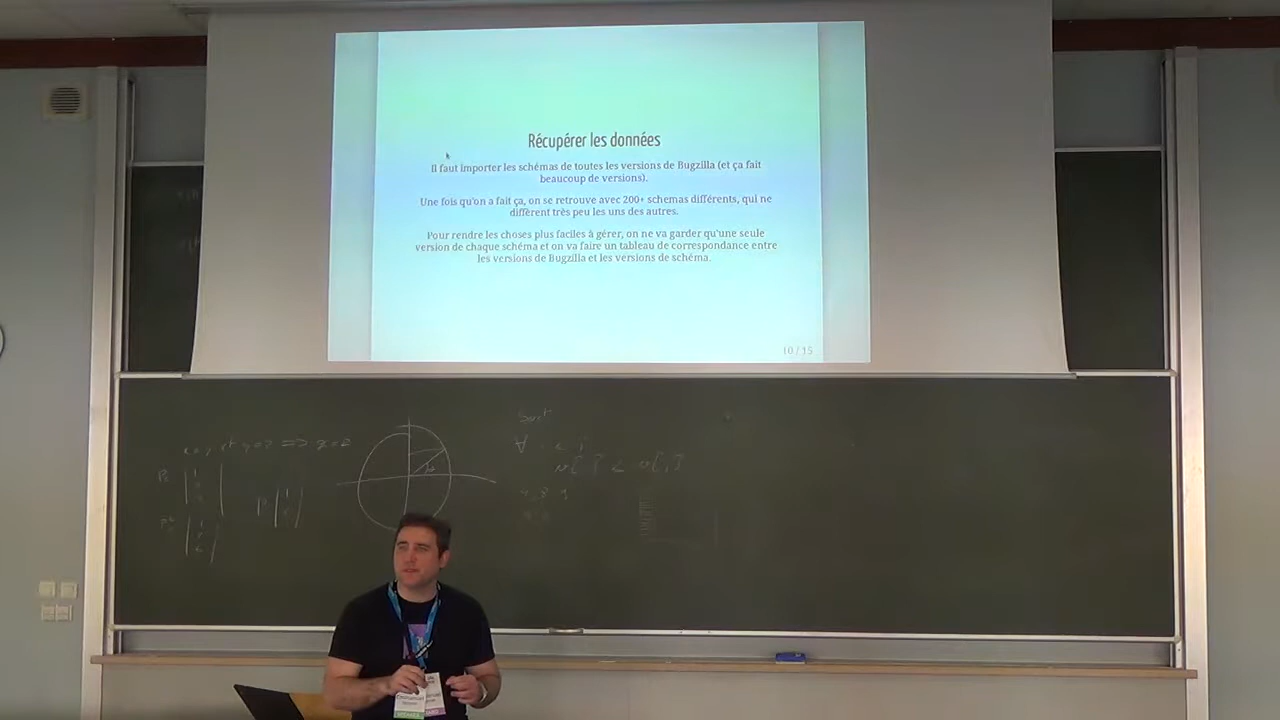 Récupérer les données
Il faut importer les schémas de toutes les versions de Bugzilla (et ça fait
beaucoup de versions).
Une fois qu'on a fait ça, on se retrouve avec 200+ schemas différents, qui ne
diffèrent très peu les uns des autres.
Pour rendre les choses plus faciles à gérer, on ne va garder qu'une seule
version de chaque schéma et on va faire un tableau de correspondance entre
les versions de Bugzilla et les versions de schéma.
10 / 15